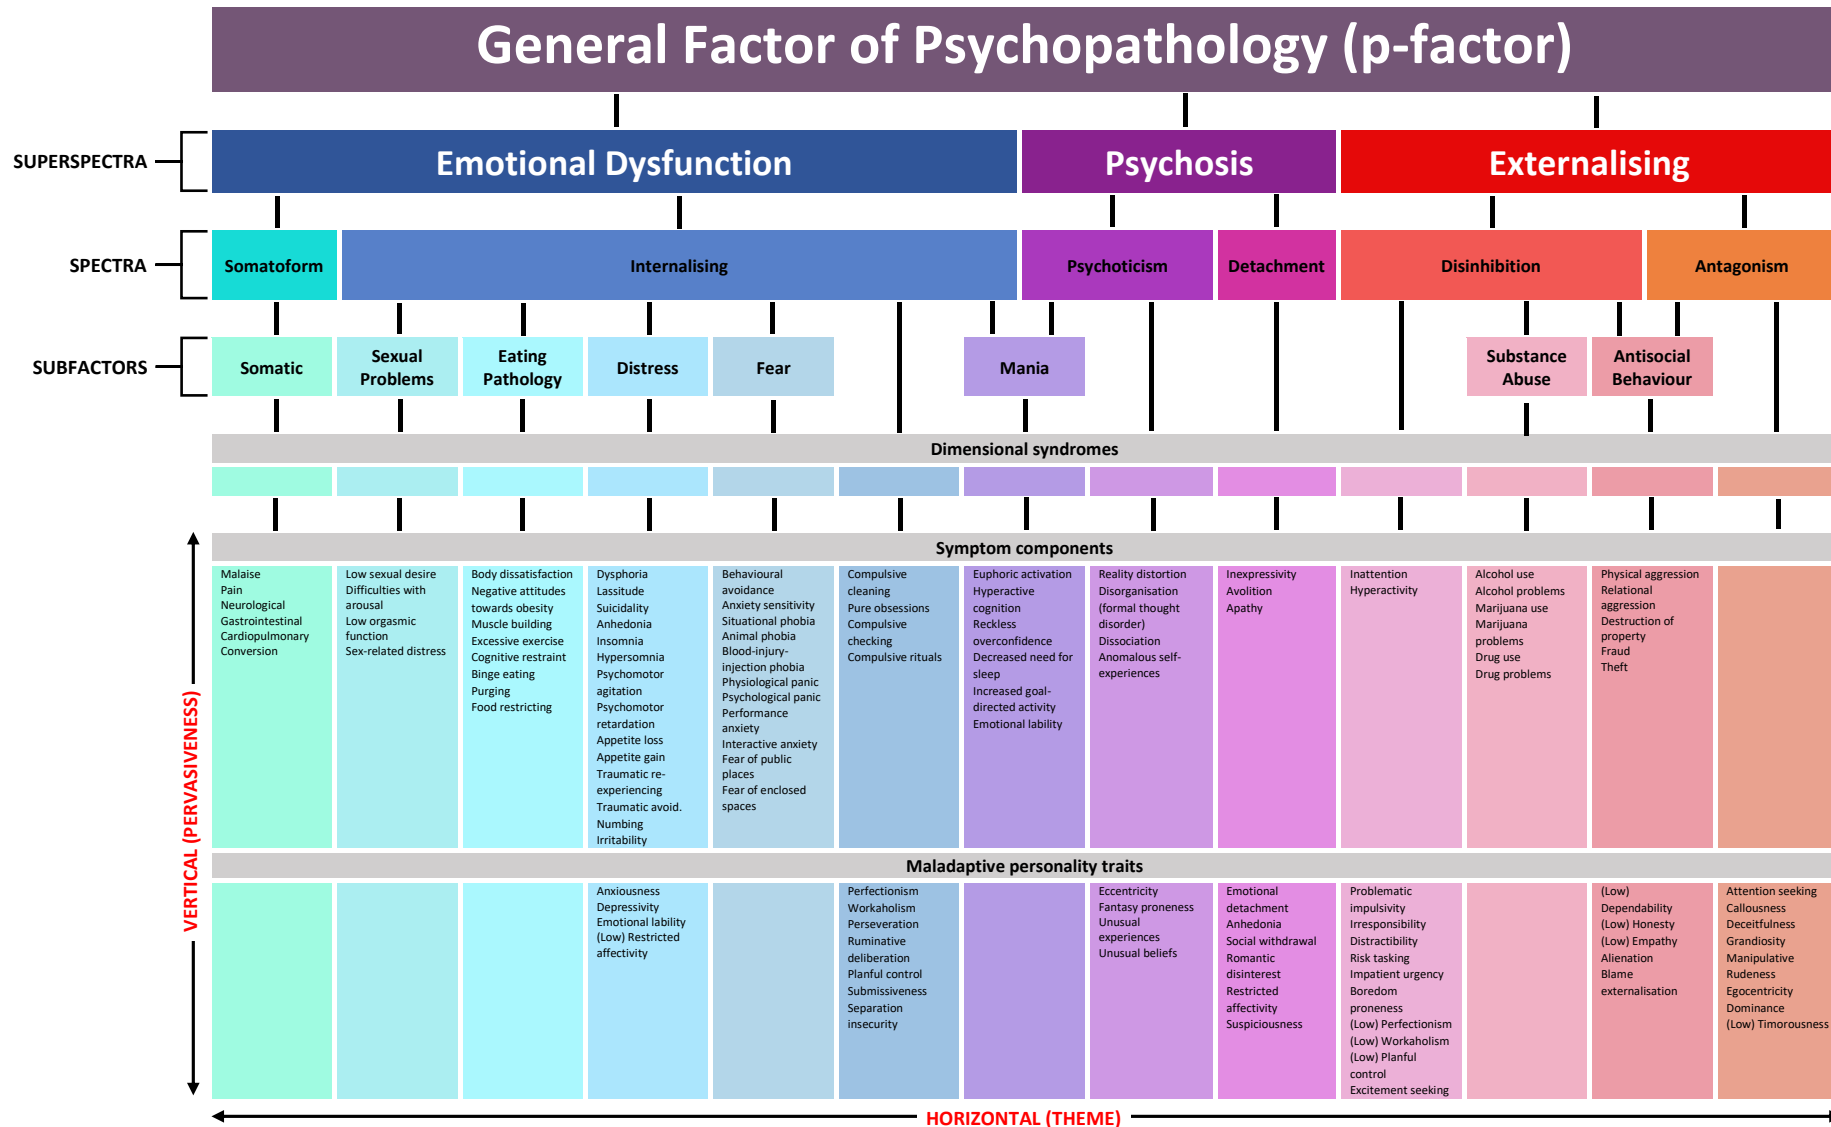 General Factor of Psychopathology (p-factor)
SUPERSPECTRA
Emotional Dysfunction
Psychosis
Externalising
SPECTRA
Somatoform
Internalising
Psychoticism
Detachment
Disinhibition
Antagonism
SUBFACTORS
Somatic
Sexual
Problems
Eating
Pathology
Distress
Fear
Mania
Substance
Abuse
Antisocial
Behaviour
Dimensional syndromes
VERTICAL (PERVASIVENESS)
Symptom components
Malaise
Pain
Neurological
Gastrointestinal
Cardiopulmonary
Conversion
Low sexual desire
Difficulties with
arousal
Low orgasmic
function
Sex-related distress
Body dissatisfaction
Negative attitudes
towards obesity
Muscle building
Excessive exercise
Cognitive restraint
Binge eating
Purging
Food restricting
Dysphoria
Lassitude
Suicidality
Anhedonia
Insomnia
Hypersomnia
Psychomotor
agitation
Psychomotor
retardation
Appetite loss
Appetite gain
Traumatic re-
experiencing
Traumatic avoid.
Numbing
Irritability
Behavioural
avoidance
Anxiety sensitivity
Situational phobia
Animal phobia
Blood-injury-
injection phobia
Physiological panic
Psychological panic
Performance
anxiety
Interactive anxiety
Fear of public
places
Fear of enclosed
spaces
Compulsive
cleaning
Pure obsessions
Compulsive
checking
Compulsive rituals
Euphoric activation
Hyperactive
cognition
Reckless
overconfidence
Decreased need for
sleep
Increased goal-
directed activity
Emotional lability
Reality distortion
Disorganisation
(formal thought
disorder)
Dissociation
Anomalous self-
experiences
Inexpressivity
Avolition
Apathy
Inattention
Hyperactivity
Alcohol use
Alcohol problems
Marijuana use
Marijuana
problems
Drug use
Drug problems
Physical aggression
Relational
aggression
Destruction of
property
Fraud
Theft
Maladaptive personality traits
Anxiousness
Depressivity
Emotional lability
(Low) Restricted
affectivity
Perfectionism
Workaholism
Perseveration
Ruminative
deliberation
Planful control
Submissiveness
Separation
insecurity
Eccentricity
Fantasy proneness
Unusual
experiences
Unusual beliefs
Emotional
detachment
Anhedonia
Social withdrawal
Romantic
disinterest
Restricted
affectivity
Suspiciousness
Problematic
impulsivity
Irresponsibility
Distractibility
Risk tasking
Impatient urgency
Boredom
proneness
(Low) Perfectionism
(Low) Workaholism
(Low) Planful
control
Excitement seeking
(Low)
Dependability
(Low) Honesty
(Low) Empathy
Alienation
Blame
externalisation
Attention seeking
Callousness
Deceitfulness
Grandiosity
Manipulative
Rudeness
Egocentricity
Dominance
(Low) Timorousness
HORIZONTAL (THEME)